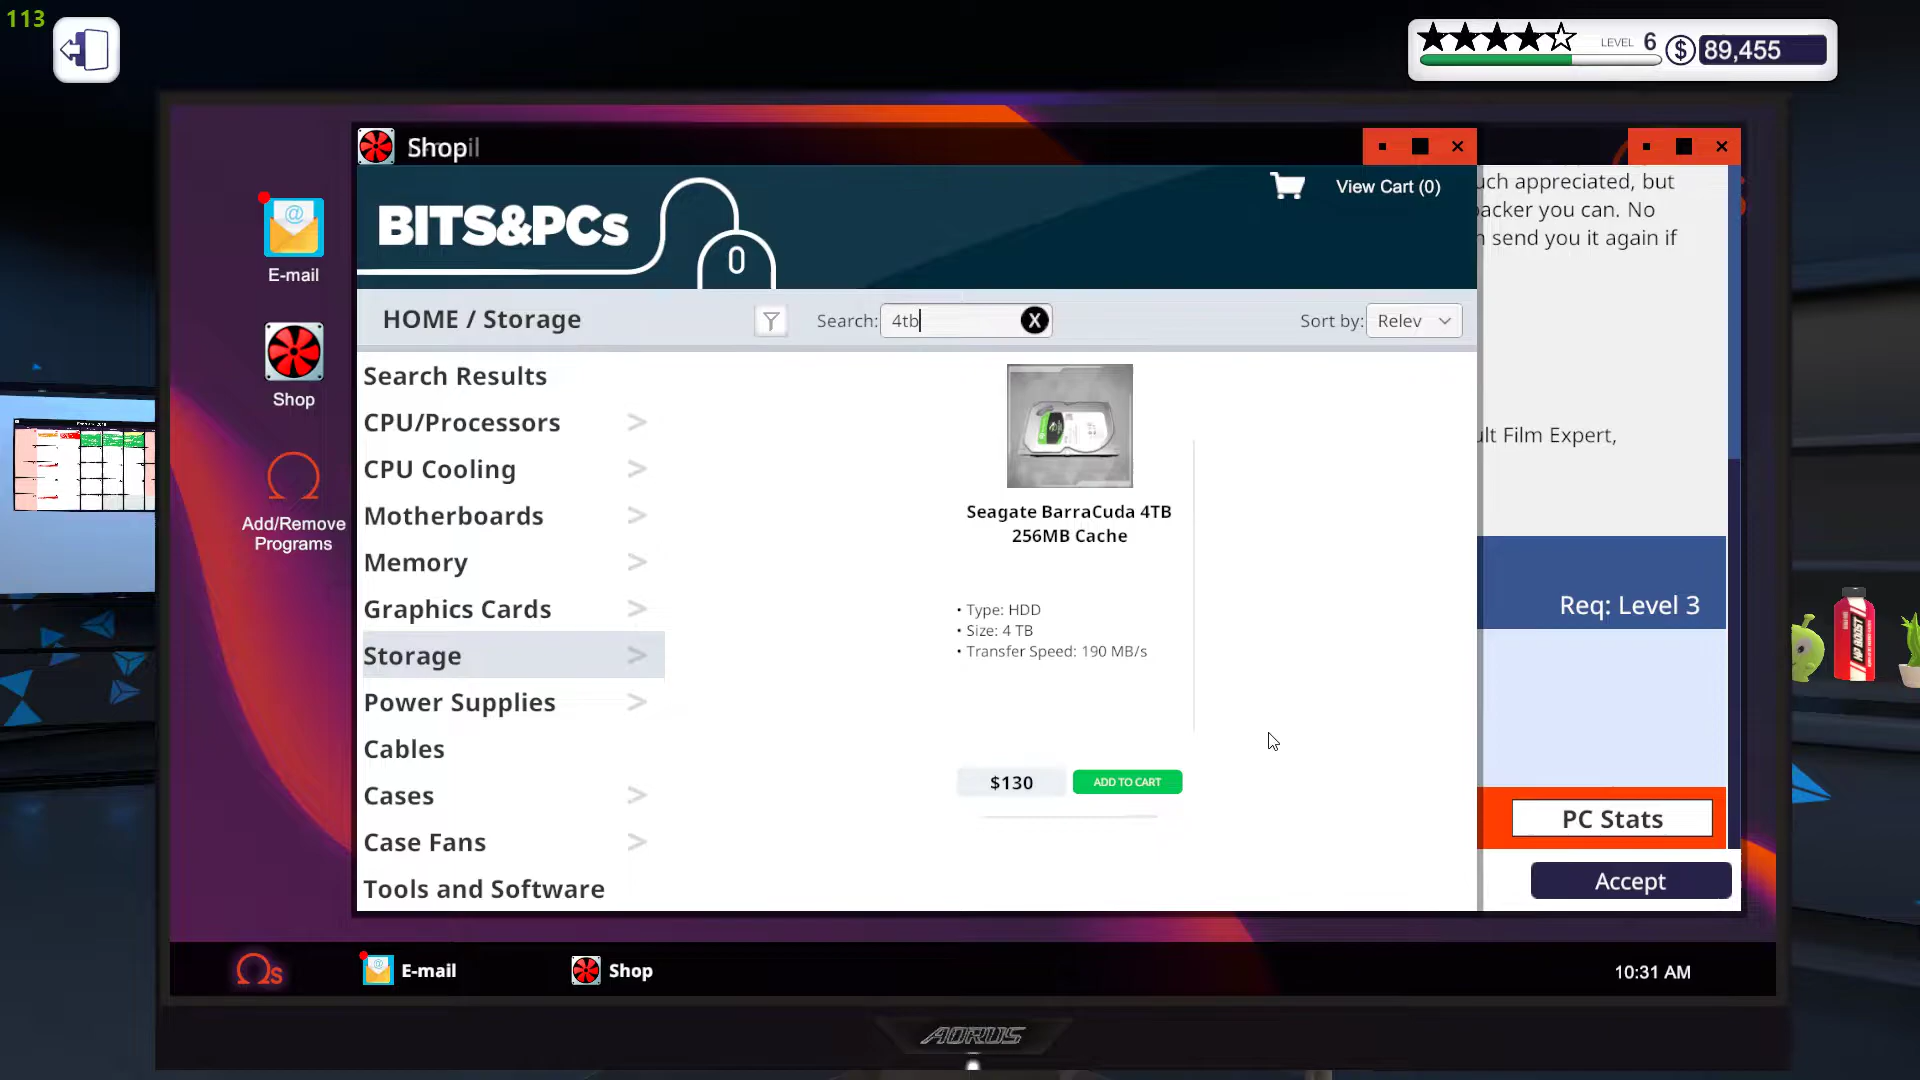 113
LEVEL 6
$ 89,455
Shop
View Cart (0)
BITS&PCs
HOME / Storage
Search: 4tb X
Sort by: Relev
Search Results
CPU/Processors >
CPU Cooling >
Motherboards >
Memory >
Graphics Cards >
Storage >
Power Supplies >
Cables
Cases >
Case Fans >
Tools and Software
Seagate BarraCuda 4TB
256MB Cache
• Type: HDD
• Size: 4 TB
• Transfer Speed: 190 MB/s
$130
ADD TO CART
uch appreciated, but
acker you can. No
send you it again if
ult Film Expert,
Req: Level 3
PC Stats
Accept
E-mail
Shop
Add/Remove
Programs
Ωs
E-mail
Shop
10:31 AM
AORUS
HP BOOST